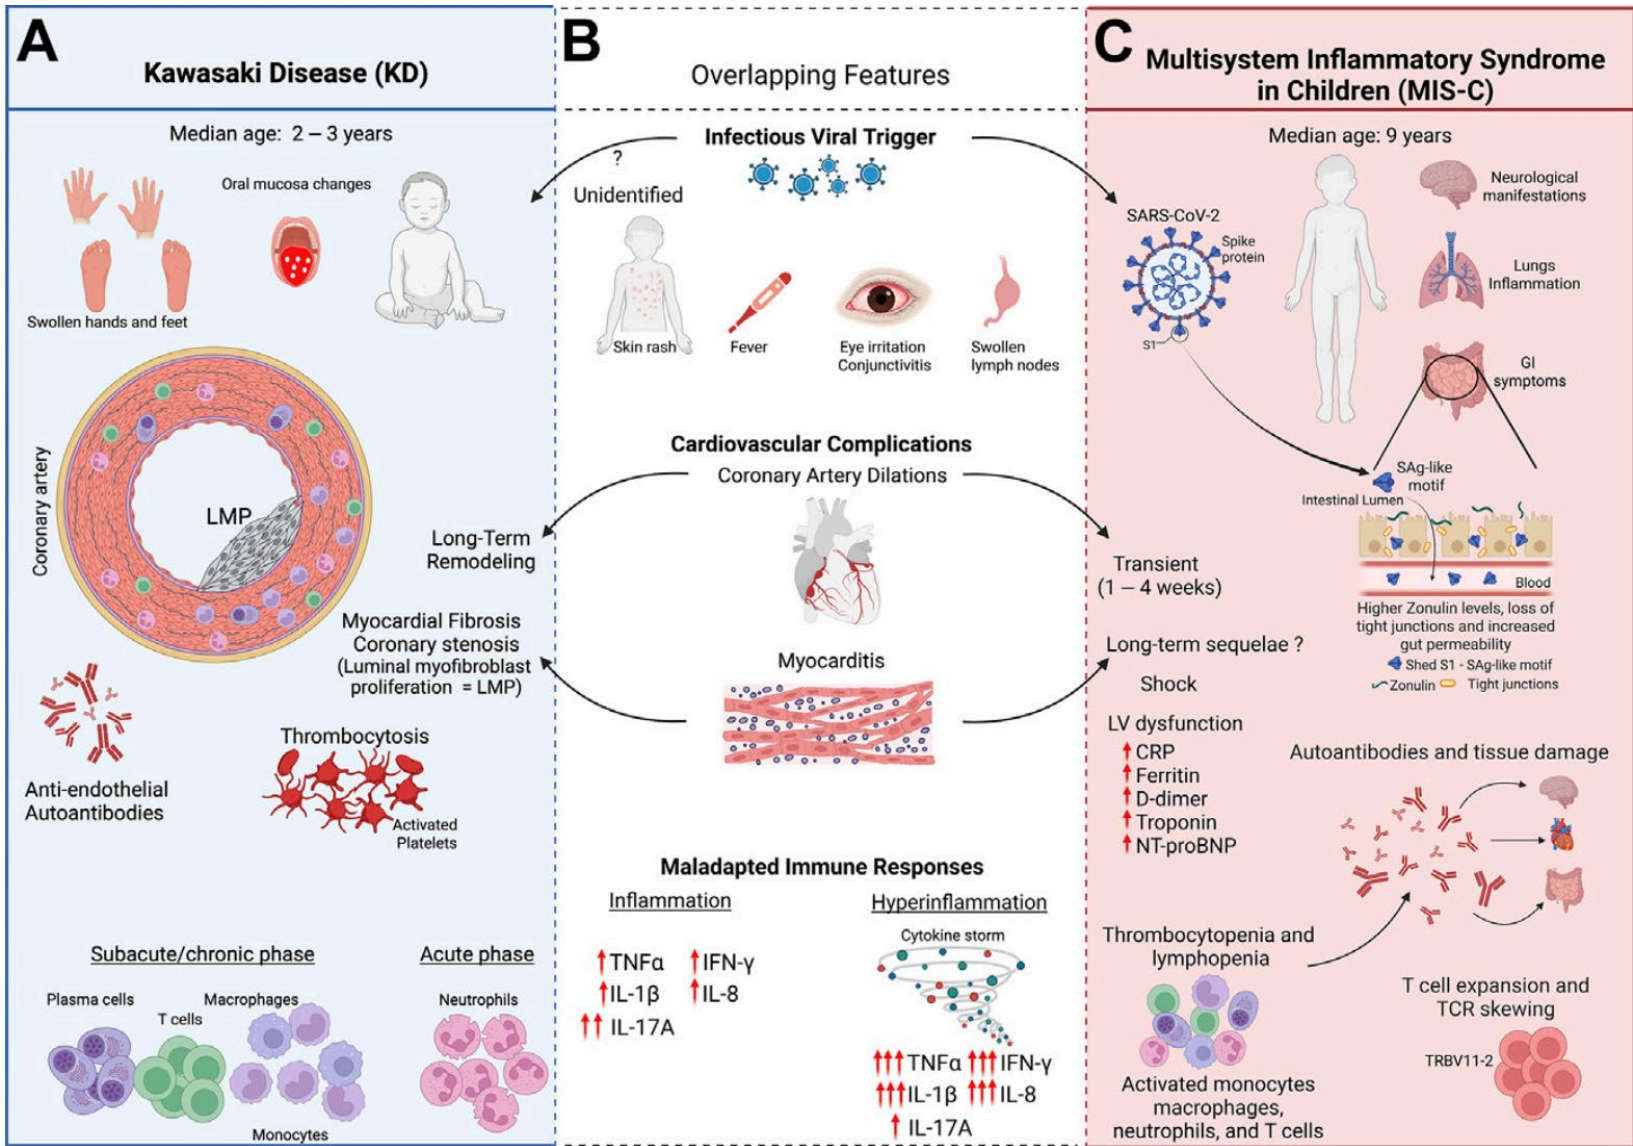 A
Kawasaki Disease (KD)
Median age: 2 – 3 years
Oral mucosa changes
Swollen hands and feet
Coronary artery
LMP
Long-Term
Remodeling
Myocardial Fibrosis
Coronary stenosis
(Luminal myofibroblast
proliferation = LMP)
Anti-endothelial
Autoantibodies
Thrombocytosis
Activated
Platelets
Subacute/chronic phase
Acute phase
Plasma cells
T cells
Macrophages
Monocytes
Neutrophils
B
Overlapping Features
Infectious Viral Trigger
?
Unidentified
Skin rash
Fever
Eye irritation
Conjunctivitis
Swollen
lymph nodes
Cardiovascular Complications
Coronary Artery Dilations
Myocarditis
Maladapted Immune Responses
Inflammation
↑TNFα ↑IFN-γ
↑IL-1β ↑IL-8
↑↑ IL-17A
Hyperinflammation
Cytokine storm
↑↑↑TNFα ↑↑↑IFN-γ
↑↑↑IL-1β ↑↑↑IL-8
↑ IL-17A
C
Multisystem Inflammatory Syndrome
in Children (MIS-C)
Median age: 9 years
SARS-CoV-2
Spike
protein
S1
Neurological
manifestations
Lungs
Inflammation
GI
symptoms
SAg-like
motif
Intestinal Lumen
Blood
Higher Zonulin levels, loss of
tight junctions and increased
gut permeability
Shed S1 - SAg-like motif
Zonulin Tight junctions
Transient
(1 – 4 weeks)
Long-term sequelae ?
Shock
LV dysfunction
↑CRP
↑Ferritin
↑D-dimer
↑Troponin
↑NT-proBNP
Autoantibodies and tissue damage
Thrombocytopenia and
lymphopenia
Activated monocytes
macrophages,
neutrophils, and T cells
T cell expansion and
TCR skewing
TRBV11-2